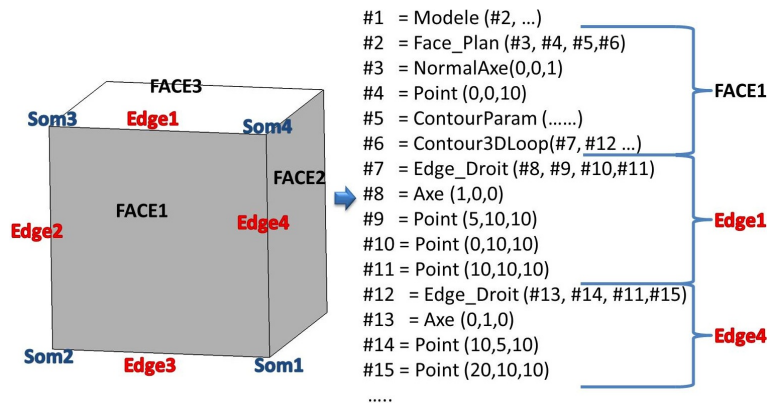 FACE3
Som3
Edge1
Som4
FACE2
FACE1
Edge2
Edge4
Som2
Edge3
Som1
#1 = Modele (#2, …)
#2 = Face_Plan (#3, #4, #5,#6)
#3 = NormalAxe(0,0,1)
#4 = Point (0,0,10)
#5 = ContourParam (……)
#6 = Contour3DLoop(#7, #12 …)
#7 = Edge_Droit (#8, #9, #10,#11)
#8 = Axe (1,0,0)
#9 = Point (5,10,10)
#10 = Point (0,10,10)
#11 = Point (10,10,10)
#12 = Edge_Droit (#13, #14, #11,#15)
#13 = Axe (0,1,0)
#14 = Point (10,5,10)
#15 = Point (20,10,10)
…..
FACE1
Edge1
Edge4